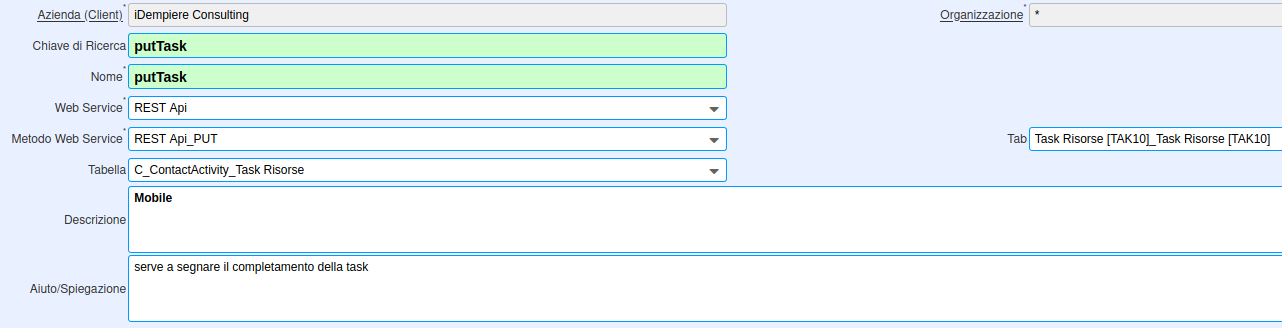 Azienda (Client)* iDempiere Consulting Organizzazione* *
Chiave di Ricerca putTask
Nome* putTask
Web Service* REST Api
Metodo Web Service* REST Api_PUT Tab Task Risorse [TAK10]_Task Risorse [TAK10]
Tabella C_ContactActivity_Task Risorse
Mobile
Descrizione
serve a segnare il completamento della task
Aiuto/Spiegazione